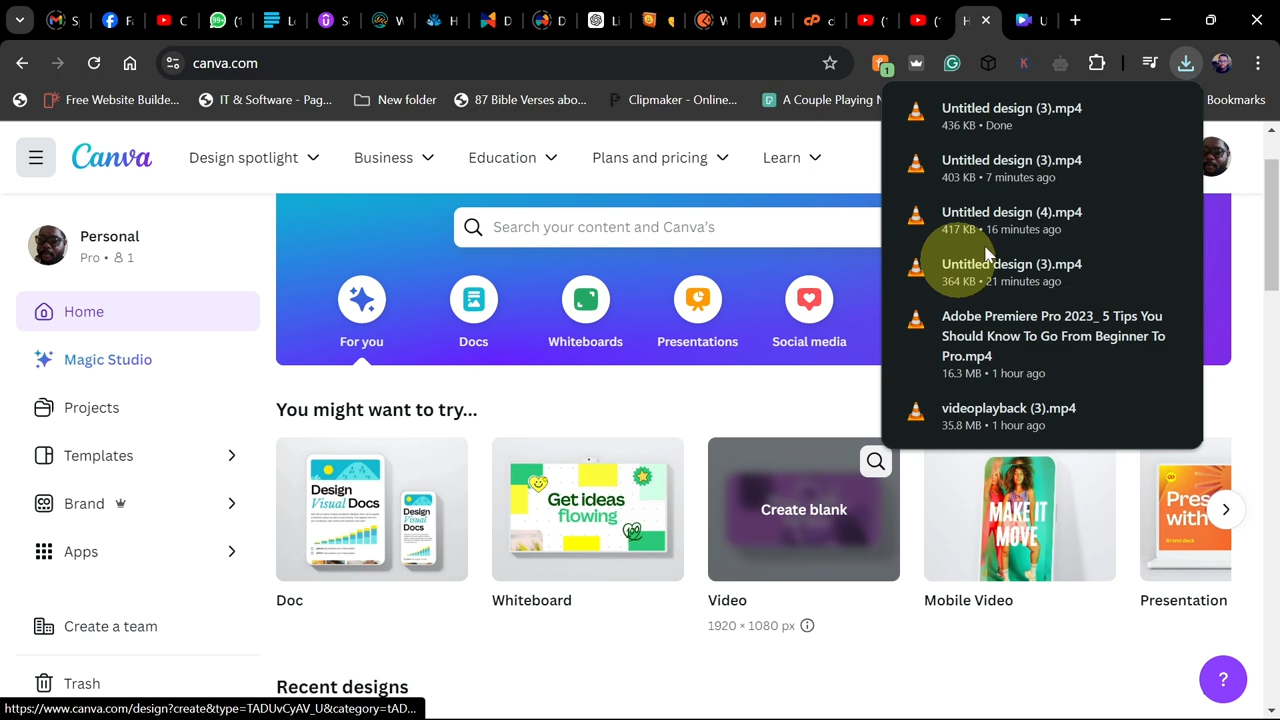 canva.com
1
Free Website Builde...
IT & Software - Pag...
New folder
87 Bible Verses abo...
Clipmaker - Online...
A Couple Playing
Bookmarks
Canva
Design spotlight
Business
Education
Plans and pricing
Learn
Personal
Pro • 1
Home
Magic Studio
Projects
Templates
Brand
Apps
Create a team
Trash
Search your content and Canva's
For you
Docs
Whiteboards
Presentations
Social media
You might want to try...
Design
Visual Docs
Get ideas
flowing
Create blank
MAKE IT
MOVE
Doc
Whiteboard
Video
Mobile Video
Presentation
1920 × 1080 px
Recent designs
Untitled design (3).mp4
436 KB • Done
Untitled design (3).mp4
403 KB • 7 minutes ago
Untitled design (4).mp4
417 KB • 16 minutes ago
Untitled design (3).mp4
364 KB • 21 minutes ago
Adobe Premiere Pro 2023_ 5 Tips You
Should Know To Go From Beginner To
Pro.mp4
16.3 MB • 1 hour ago
videoplayback (3).mp4
35.8 MB • 1 hour ago
?
https://www.canva.com/design?create&type=TADUvCyAV_U&category=tAD...